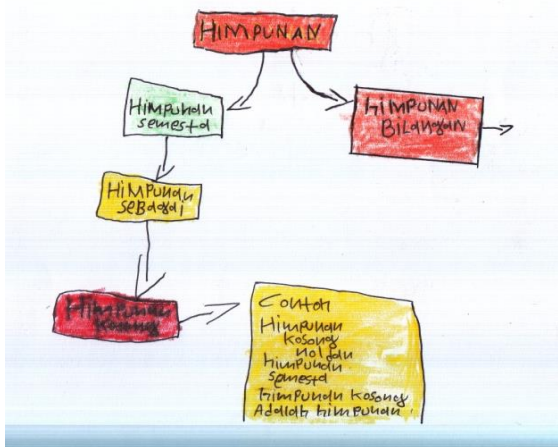 HIMPUNAN
Himpunan
semesta
HIMPUNAN
BILANGAN
HIMPUNAN
SEBAGAI
Himpunan
Kosong
Contoh
Himpunan
kosong
nol dan
himpunan
semesta
himpunan kosong
Adalah himpunan